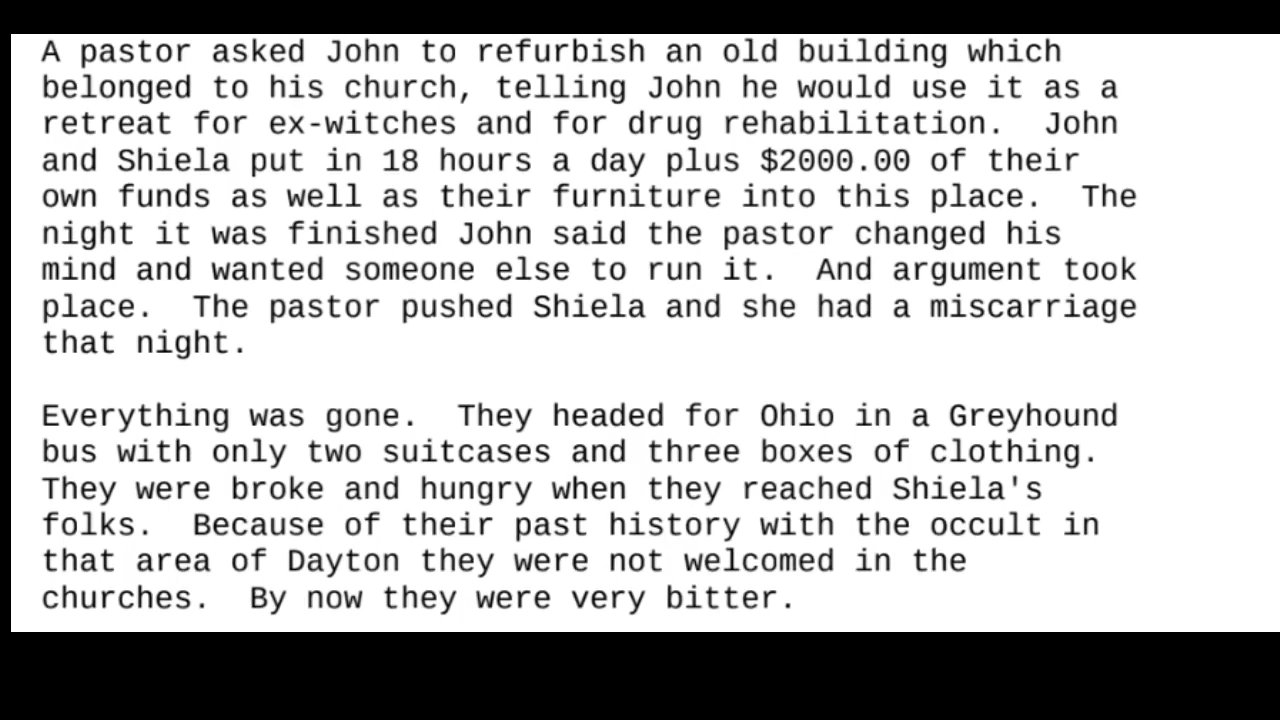 A pastor asked John to refurbish an old building which
belonged to his church, telling John he would use it as a
retreat for ex-witches and for drug rehabilitation.  John
and Shiela put in 18 hours a day plus $2000.00 of their
own funds as well as their furniture into this place.  The
night it was finished John said the pastor changed his
mind and wanted someone else to run it.  And argument took
place.  The pastor pushed Shiela and she had a miscarriage
that night.

Everything was gone.  They headed for Ohio in a Greyhound
bus with only two suitcases and three boxes of clothing.
They were broke and hungry when they reached Shiela's
folks.  Because of their past history with the occult in
that area of Dayton they were not welcomed in the
churches.  By now they were very bitter.